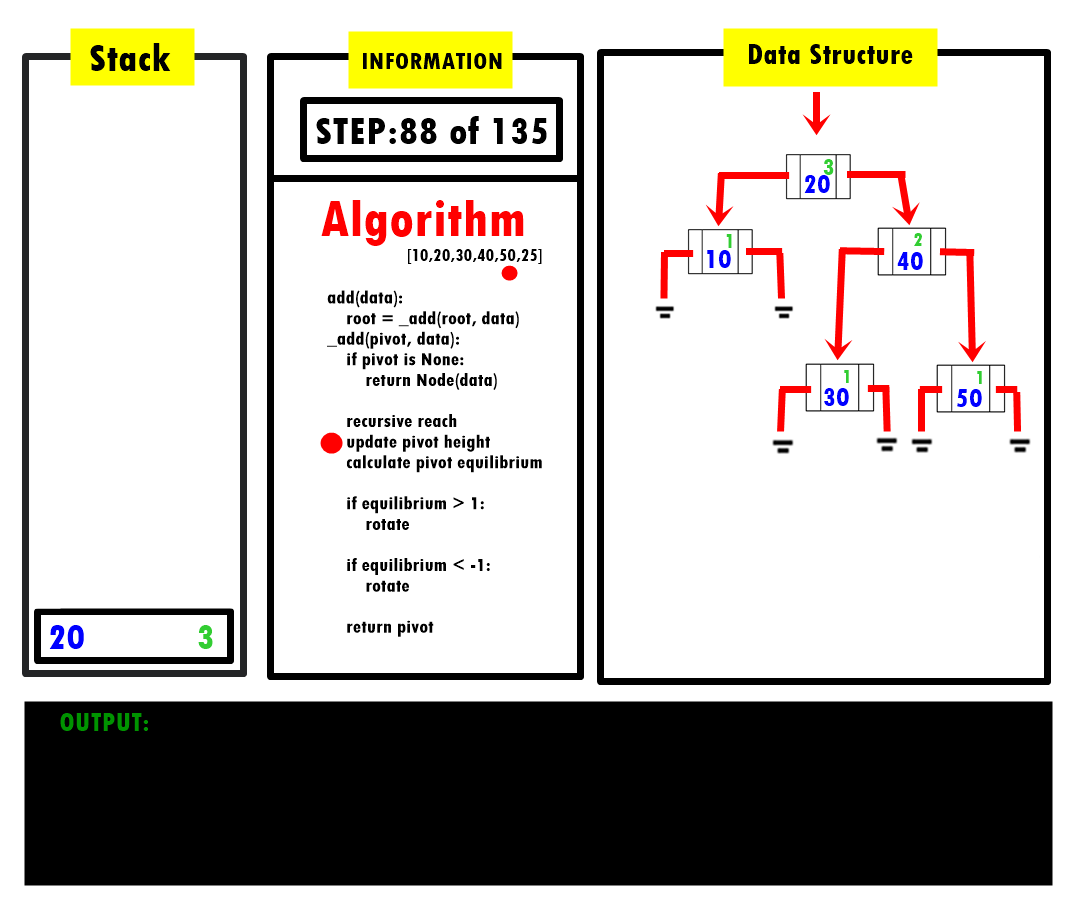 Stack
20 3
INFORMATION
STEP:88 of 135
Algorithm
[10,20,30,40,50,25]
add(data):
root = _add(root, data)
_add(pivot, data):
if pivot is None:
return Node(data)
recursive reach
update pivot height
calculate pivot equilibrium
if equilibrium > 1:
rotate
if equilibrium < -1:
rotate
return pivot
Data Structure
3
20
1
10
2
40
1
30
1
50
OUTPUT: